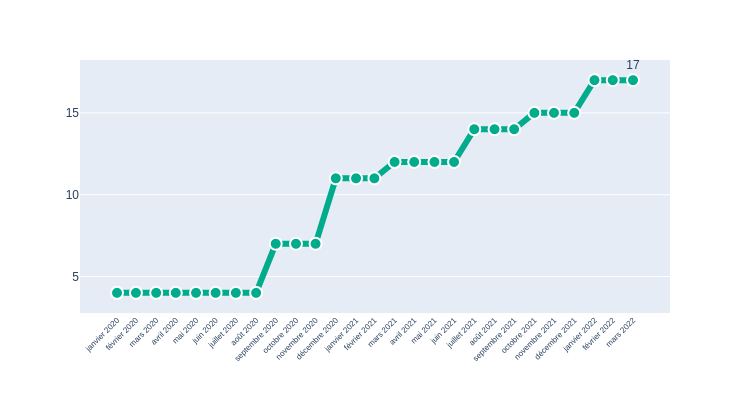 17
15
10
5
janvier 2020
février 2020
mars 2020
avril 2020
mai 2020
juin 2020
juillet 2020
août 2020
septembre 2020
octobre 2020
novembre 2020
décembre 2020
janvier 2021
février 2021
mars 2021
avril 2021
mai 2021
juin 2021
juillet 2021
août 2021
septembre 2021
octobre 2021
novembre 2021
décembre 2021
janvier 2022
février 2022
mars 2022